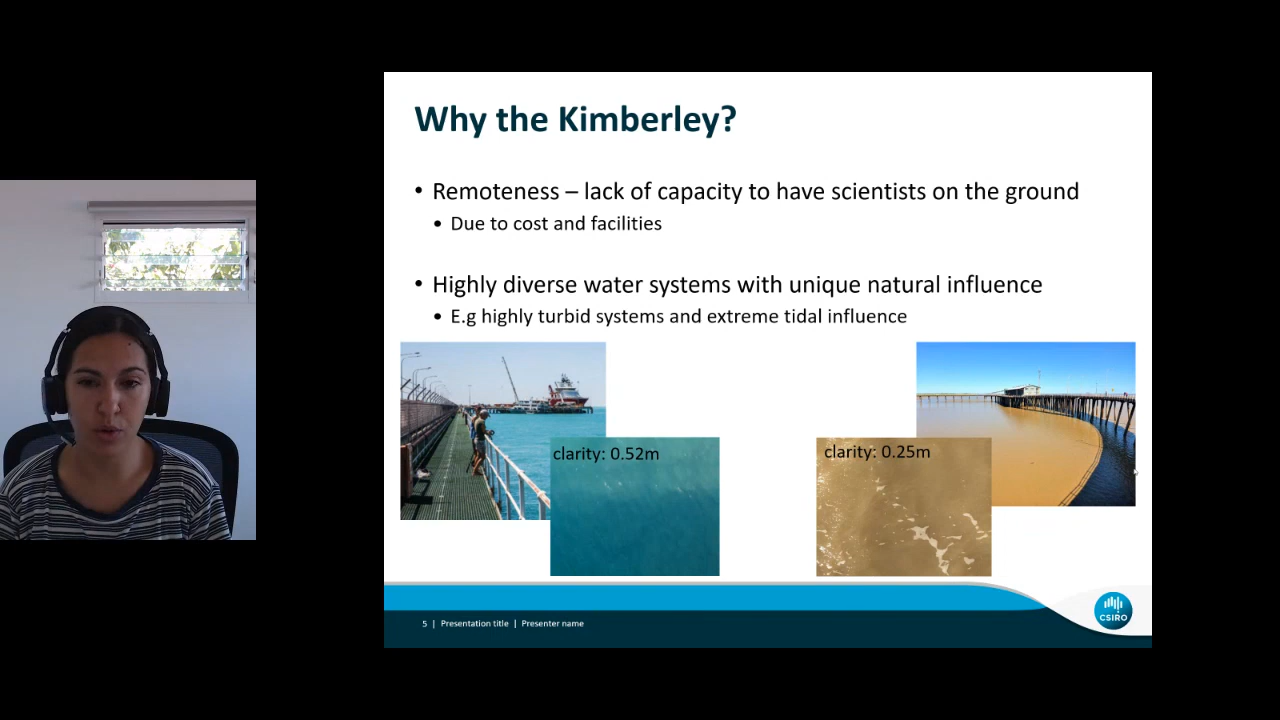 Why the Kimberley?
• Remoteness – lack of capacity to have scientists on the ground
• Due to cost and facilities
• Highly diverse water systems with unique natural influence
• E.g highly turbid systems and extreme tidal influence
clarity: 0.52m
clarity: 0.25m
5 | Presentation title | Presenter name
CSIRO